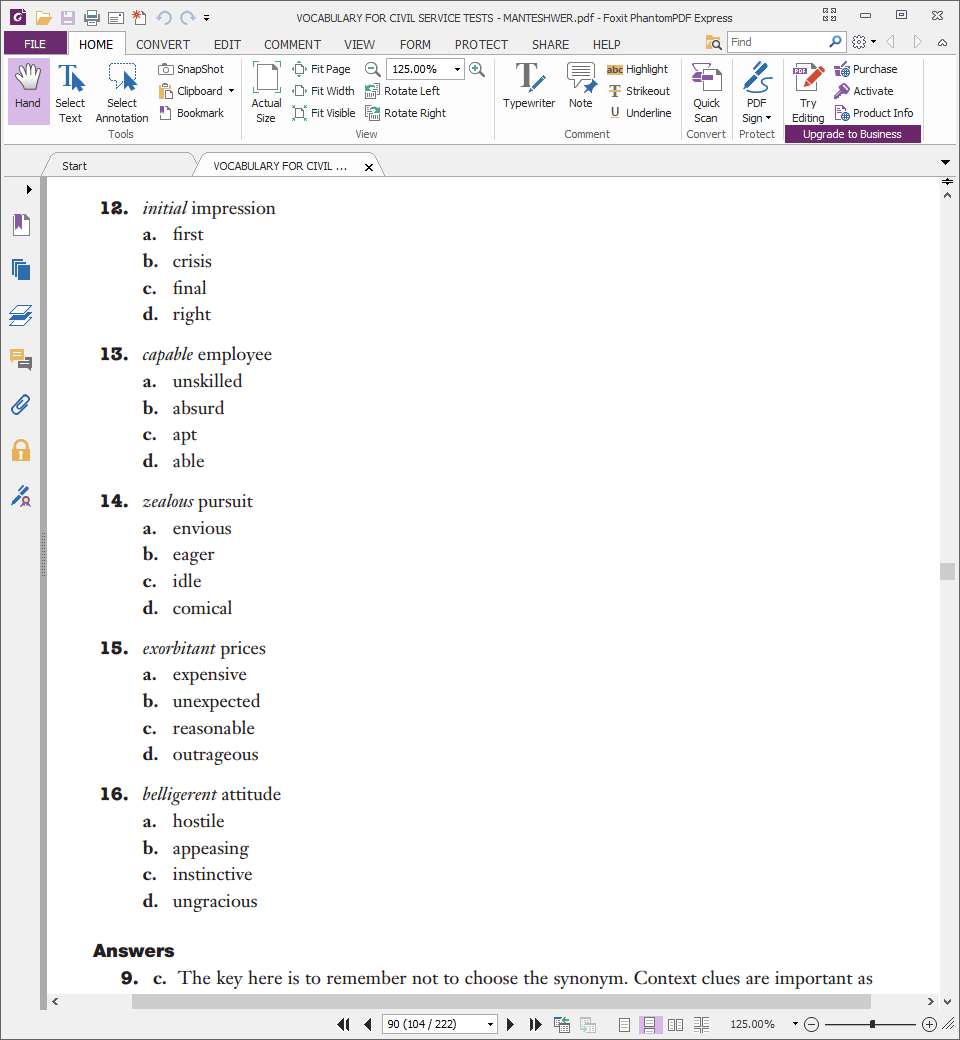 VOCABULARY FOR CIVIL SERVICE TESTS - MANTESHWER.pdf - Foxit PhantomPDF Express
FILE HOME CONVERT EDIT COMMENT VIEW FORM PROTECT SHARE HELP Find
Hand
Select Text
Select Annotation
SnapShot
Clipboard
Bookmark
Tools
Actual Size
Fit Page
Fit Width
Fit Visible
125.00%
Rotate Left
Rotate Right
View
Typewriter
Note
abc Highlight
T Strikeout
U Underline
Comment
Quick Scan
Convert
PDF Sign
Protect
PDF
Try Editing
Purchase
Activate
Product Info
Upgrade to Business
Start
VOCABULARY FOR CIVIL ...
12. initial impression
a. first
b. crisis
c. final
d. right
13. capable employee
a. unskilled
b. absurd
c. apt
d. able
14. zealous pursuit
a. envious
b. eager
c. idle
d. comical
15. exorbitant prices
a. expensive
b. unexpected
c. reasonable
d. outrageous
16. belligerent attitude
a. hostile
b. appeasing
c. instinctive
d. ungracious
Answers
9. c. The key here is to remember not to choose the synonym. Context clues are important as
90 (104 / 222)
125.00%